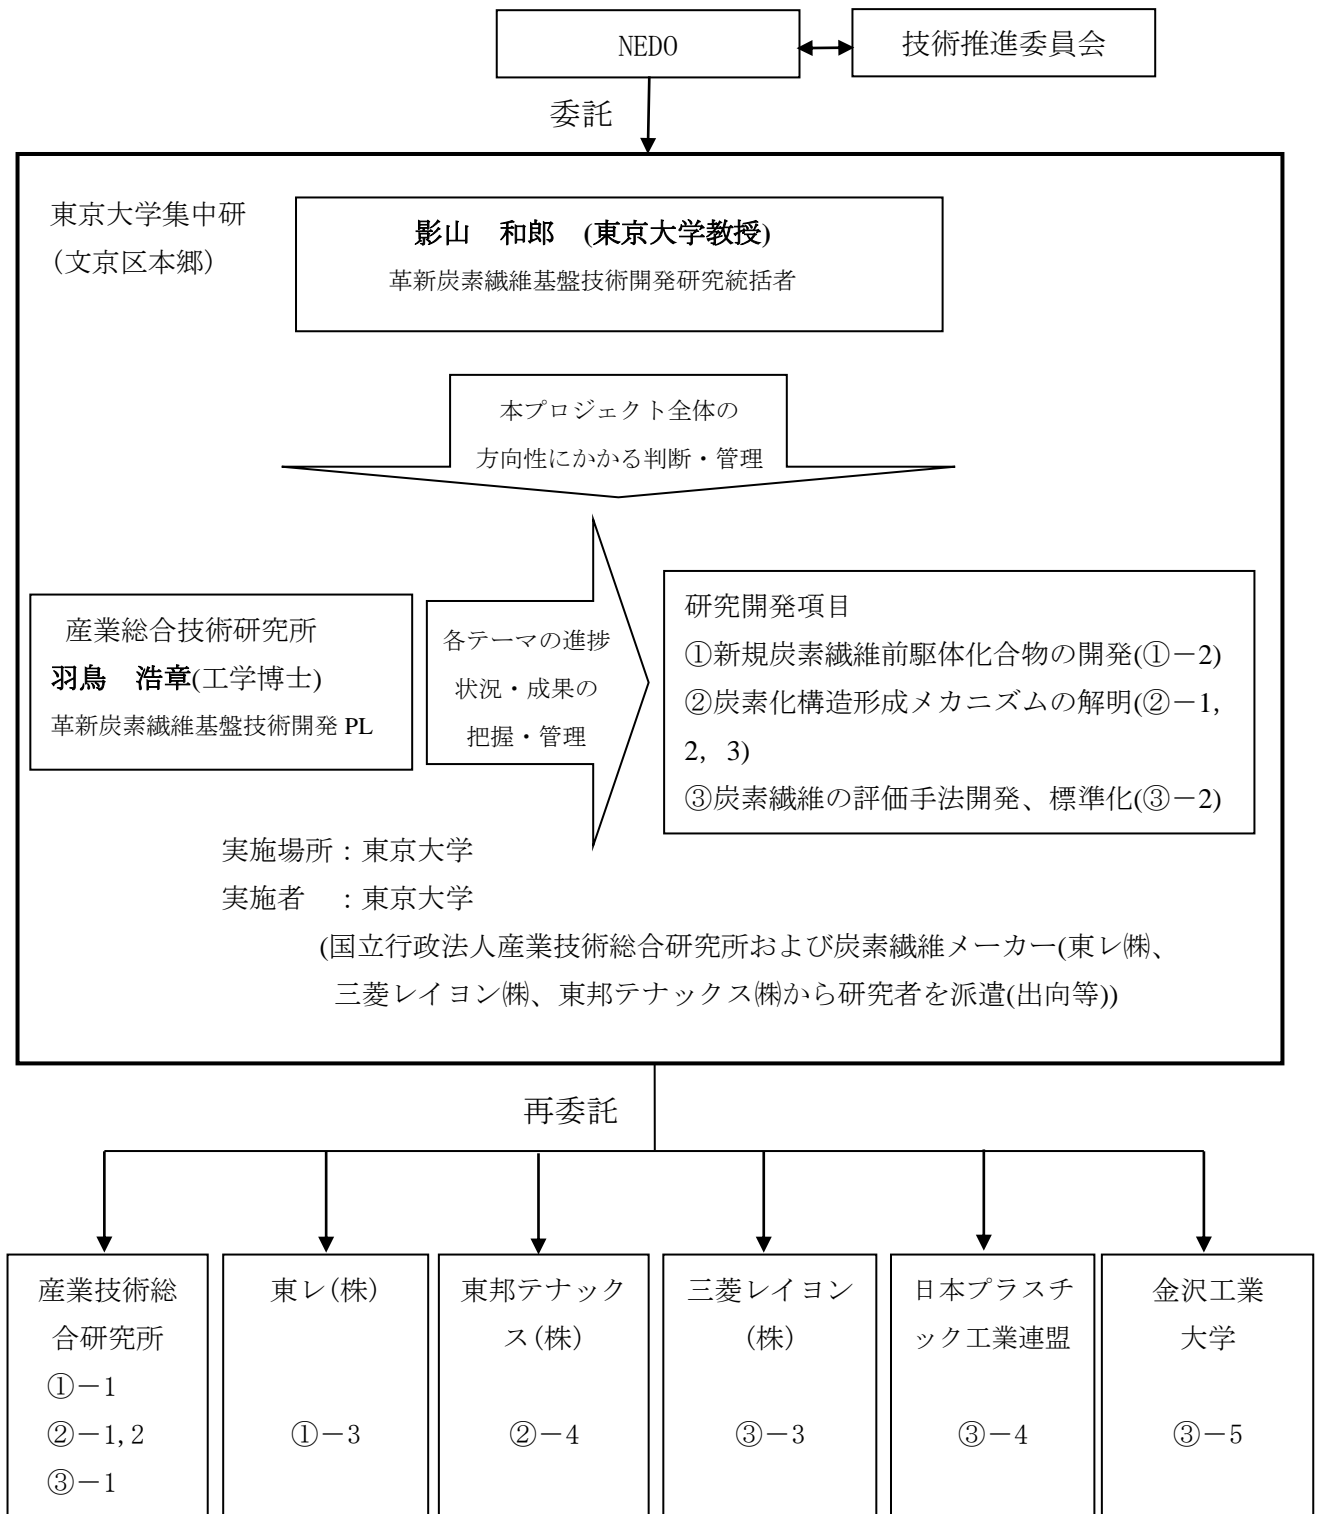 NEDO
技術推進委員会
委託
東京大学集中研
（文京区本郷）
影山　和郎　(東京大学教授)
革新炭素繊維基盤技術開発研究統括者
本プロジェクト全体の
方向性にかかる判断・管理
産業総合技術研究所
羽鳥　浩章(工学博士)
革新炭素繊維基盤技術開発 PL
各テーマの進捗
状況・成果の
把握・管理
研究開発項目
①新規炭素繊維前駆体化合物の開発(①－2)
②炭素化構造形成メカニズムの解明(②－1,
2, 3)
③炭素繊維の評価手法開発、標準化(③－2)
実施場所：東京大学
実施者　：東京大学
(国立行政法人産業技術総合研究所および炭素繊維メーカー(東レ㈱、
三菱レイヨン㈱、東邦テナックス㈱から研究者を派遣(出向等))
再委託
産業技術総
合研究所
①－1
②－1,2
③－1
東レ(株)
①－3
東邦テナック
ス(株)
②－4
三菱レイヨン
(株)
③－3
日本プラスチ
ック工業連盟
③－4
金沢工業
大学
③－5